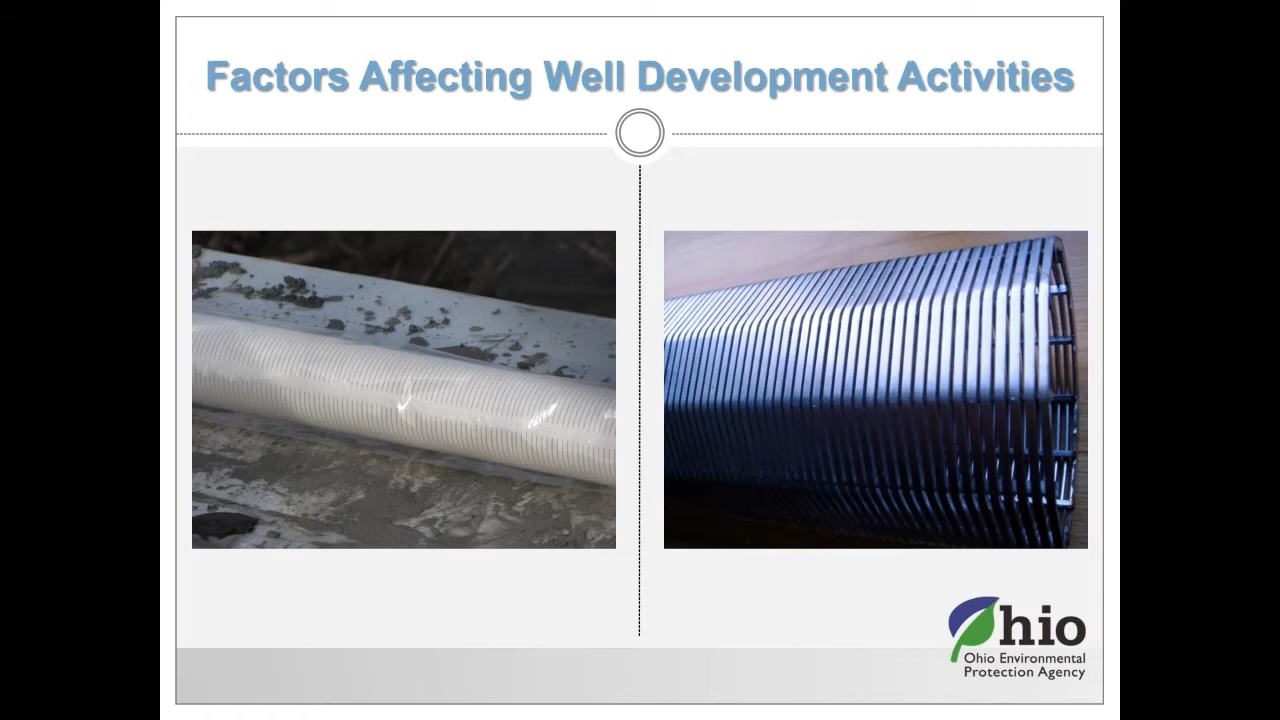 Factors Affecting Well Development Activities
Ohio
Ohio Environmental
Protection Agency